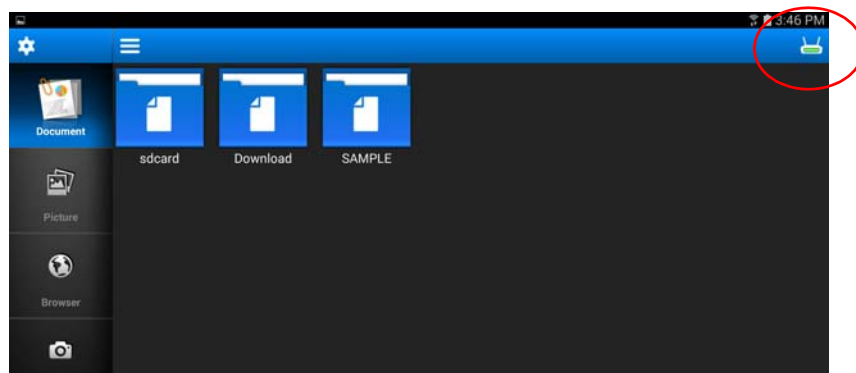 3:46 PM
Document
sdcard
Download
SAMPLE
Picture
Browser